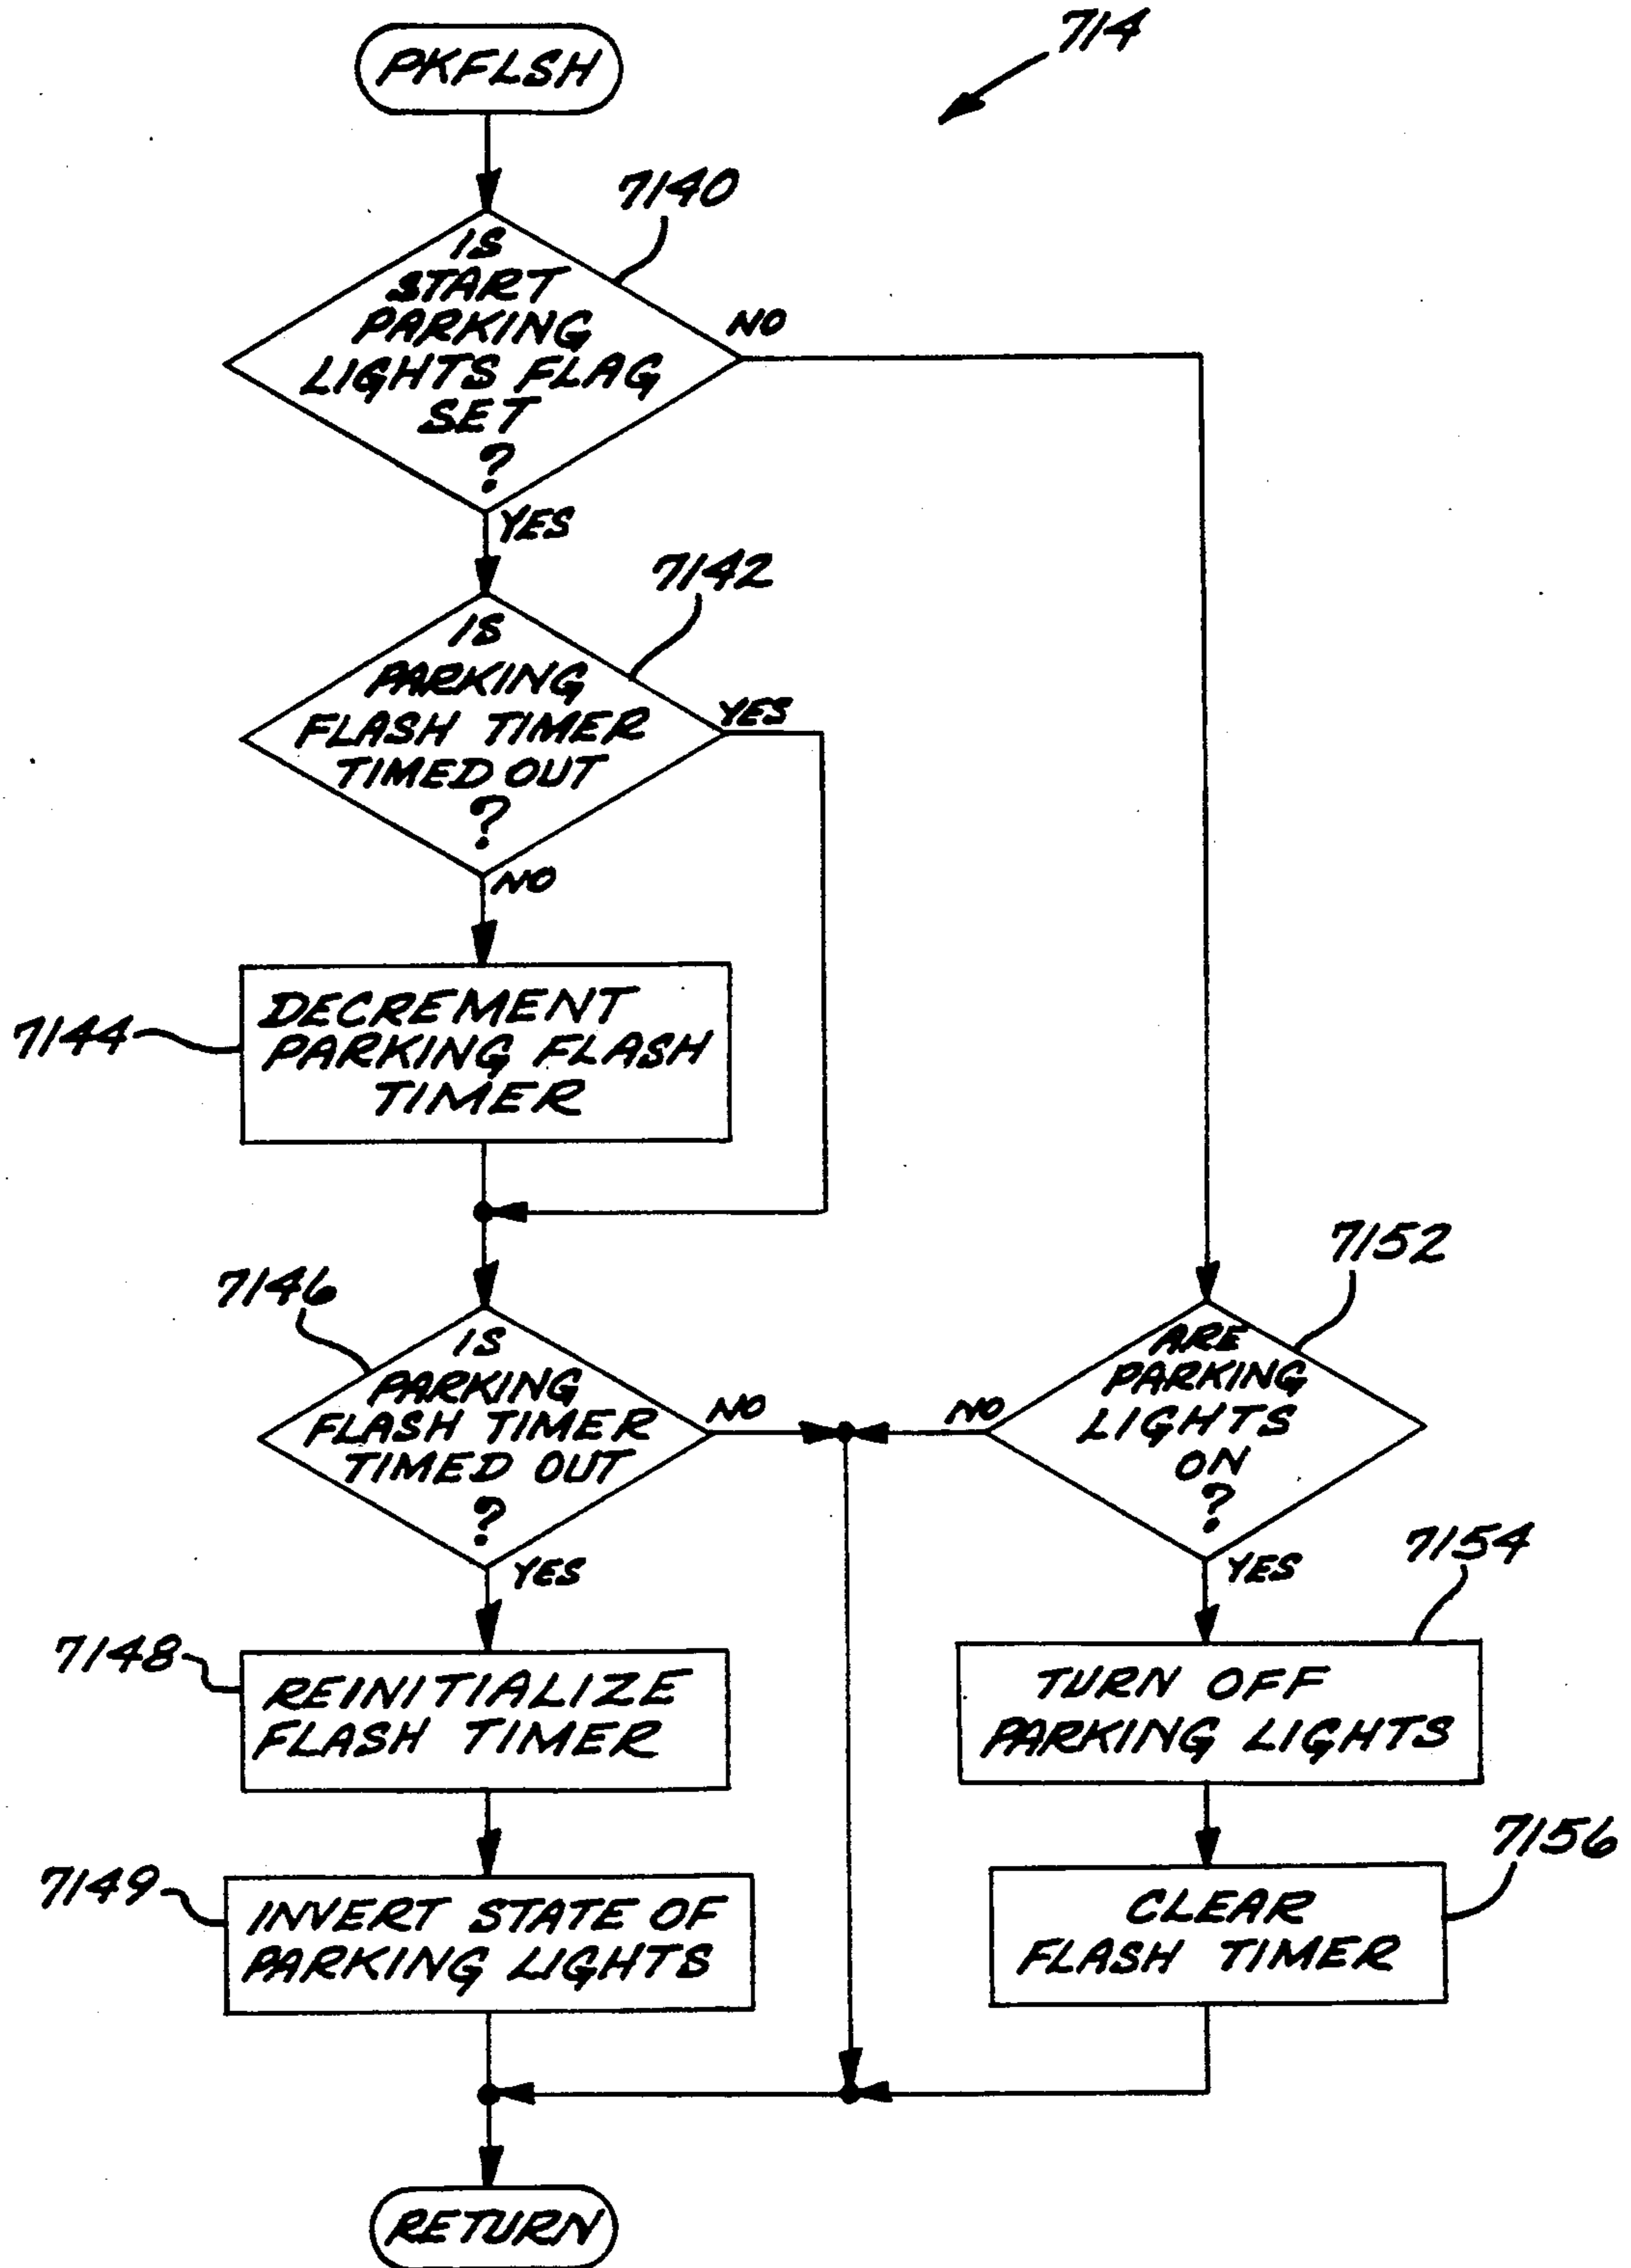 714
PKFLSH
7140
IS
START
PARKING
LIGHTS FLAG
SET
?
NO
YES
7142
IS
PARKING
FLASH TIMER
TIMED OUT
?
YES
NO
7144
DECREMENT
PARKING FLASH
TIMER
7146
IS
PARKING
FLASH TIMER
TIMED OUT
?
NO
YES
7152
ARE
PARKING
LIGHTS
ON
?
NO
YES
7148
REINITIALIZE
FLASH TIMER
7154
TURN OFF
PARKING LIGHTS
7149
INVERT STATE OF
PARKING LIGHTS
7156
CLEAR
FLASH TIMER
RETURN